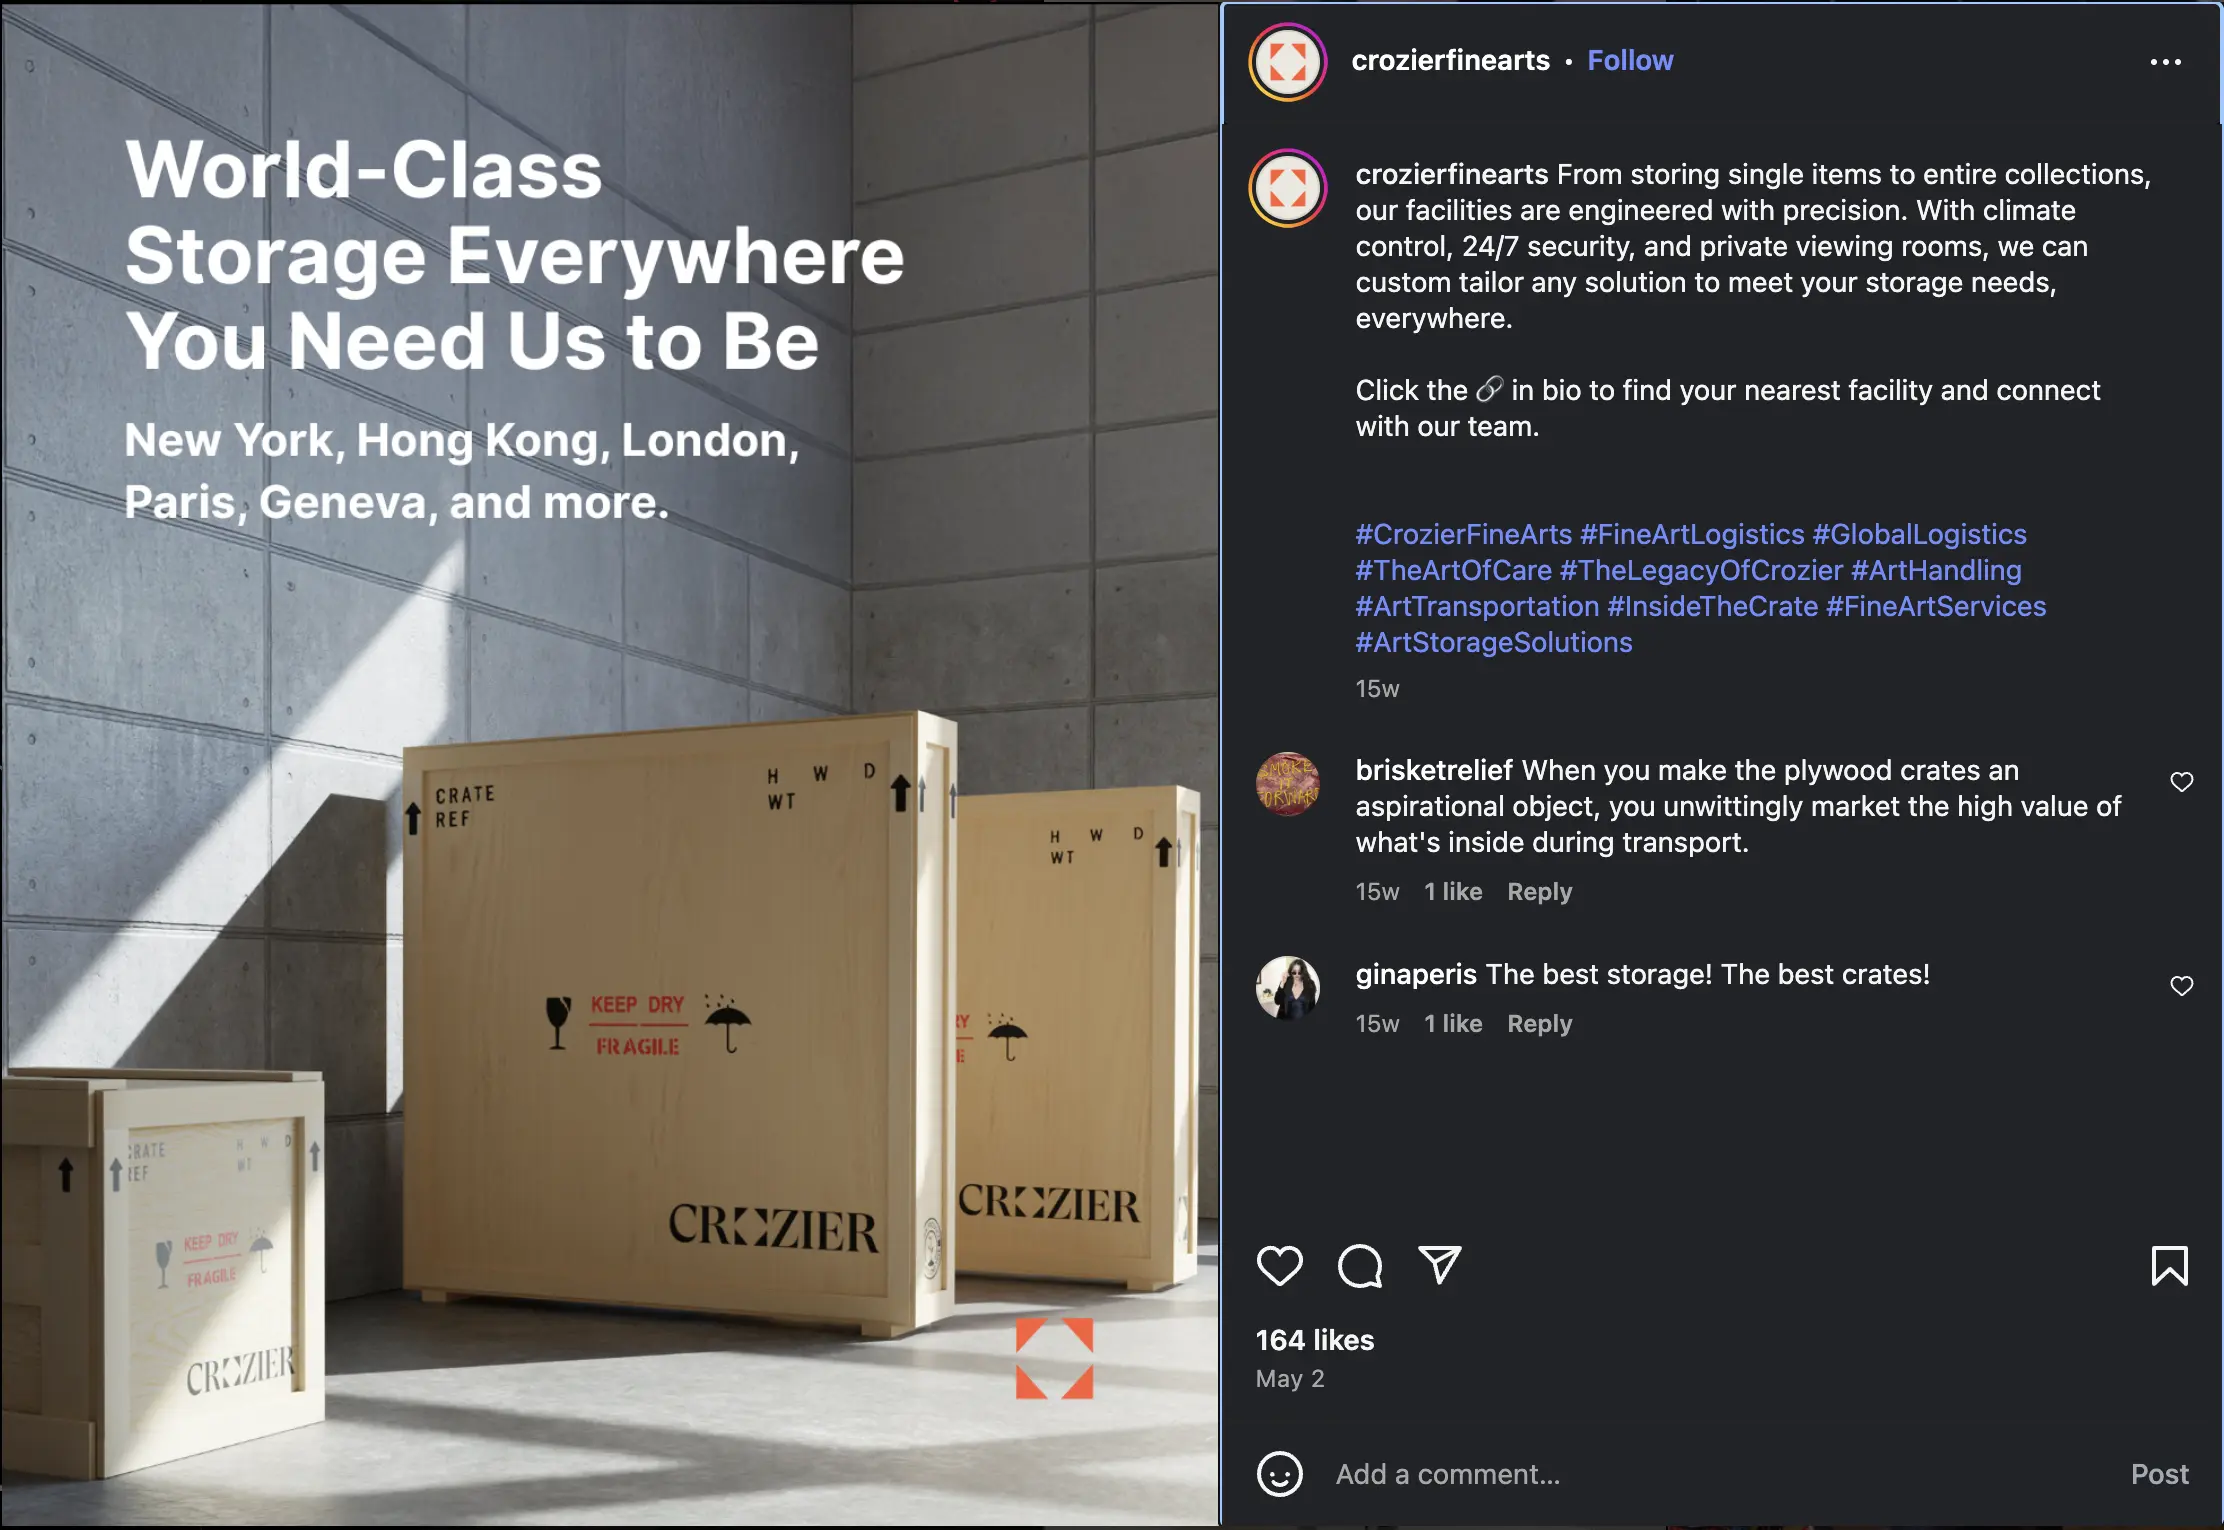 World-Class
Storage Everywhere
You Need Us to Be
New York, Hong Kong, London,
Paris, Geneva, and more.
CRATE
REF
H W D
WT
KEEP DRY
FRAGILE
CROZIER
H W D
WT
RY
E
CROZIER
CRATE
REF
H W D
WT
KEEP DRY
FRAGILE
CROZIER
crozierfinearts • Follow
crozierfinearts From storing single items to entire collections,
our facilities are engineered with precision. With climate
control, 24/7 security, and private viewing rooms, we can
custom tailor any solution to meet your storage needs,
everywhere.
Click the 🔗 in bio to find your nearest facility and connect
with our team.
#CrozierFineArts #FineArtLogistics #GlobalLogistics
#TheArtOfCare #TheLegacyOfCrozier #ArtHandling
#ArtTransportation #InsideTheCrate #FineArtServices
#ArtStorageSolutions
15w
SMOKE
IT
FORWARD
brisketrelief When you make the plywood crates an
aspirational object, you unwittingly market the high value of
what's inside during transport.
15w 1 like Reply
ginaperis The best storage! The best crates!
15w 1 like Reply
164 likes
May 2
Add a comment...
Post